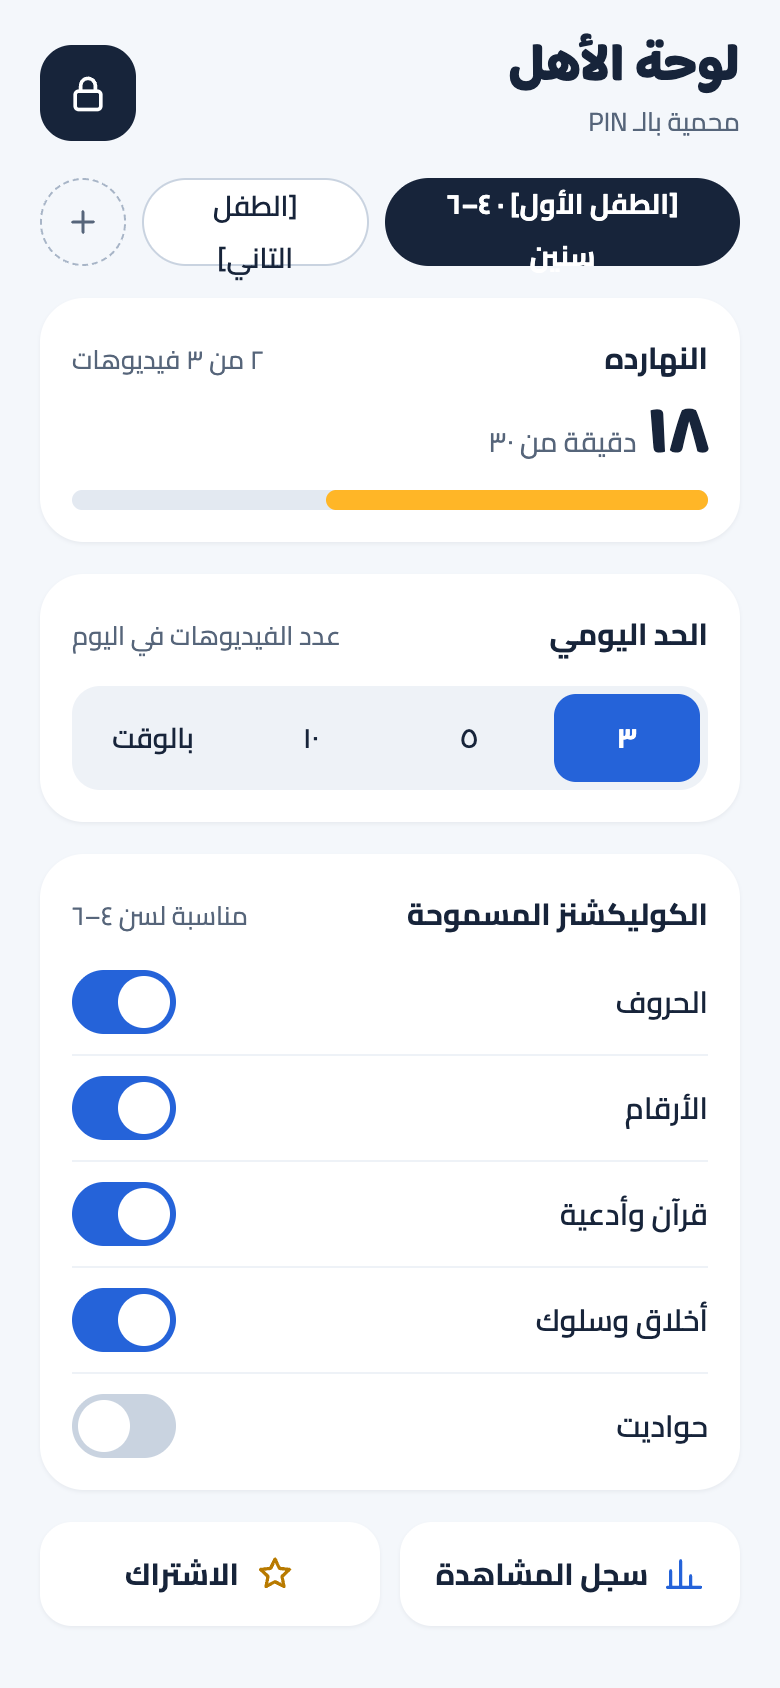 لوحة الأهل
محمية بالـ PIN
[الطفل الأول] · ٤–٦
سنين
[الطفل
التاني]
النهارده
٢ من ٣ فيديوهات
١٨ دقيقة من ٣٠
الحد اليومي
عدد الفيديوهات في اليوم
٣
٥
١٠
بالوقت
الكوليكشنز المسموحة
مناسبة لسن ٤–٦
الحروف
الأرقام
قرآن وأدعية
أخلاق وسلوك
حواديت
سجل المشاهدة
الاشتراك